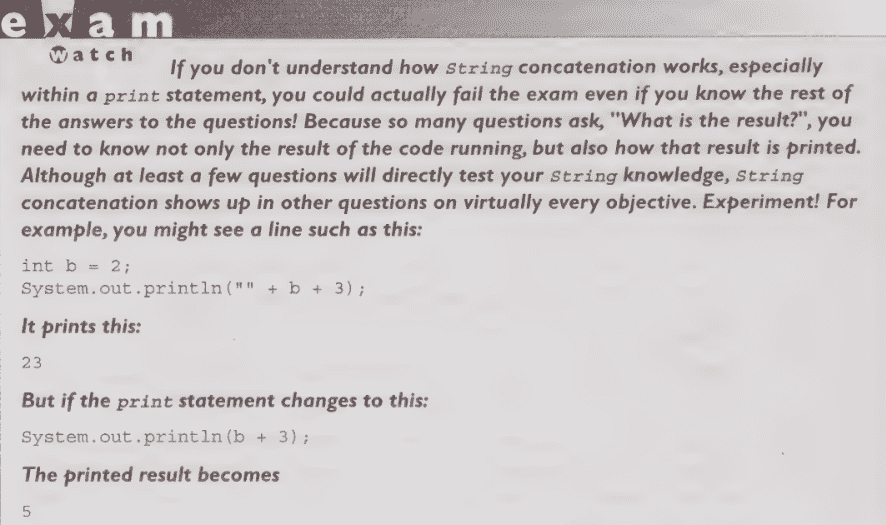 exam
watch
If you don't understand how String concatenation works, especially
within a print statement, you could actually fail the exam even if you know the rest of
the answers to the questions! Because so many questions ask, "What is the result?", you
need to know not only the result of the code running, but also how that result is printed.
Although at least a few questions will directly test your String knowledge, String
concatenation shows up in other questions on virtually every objective. Experiment! For
example, you might see a line such as this:
int b = 2;
System.out.println("" + b + 3);
It prints this:
23
But if the print statement changes to this:
System.out.println(b + 3);
The printed result becomes
5